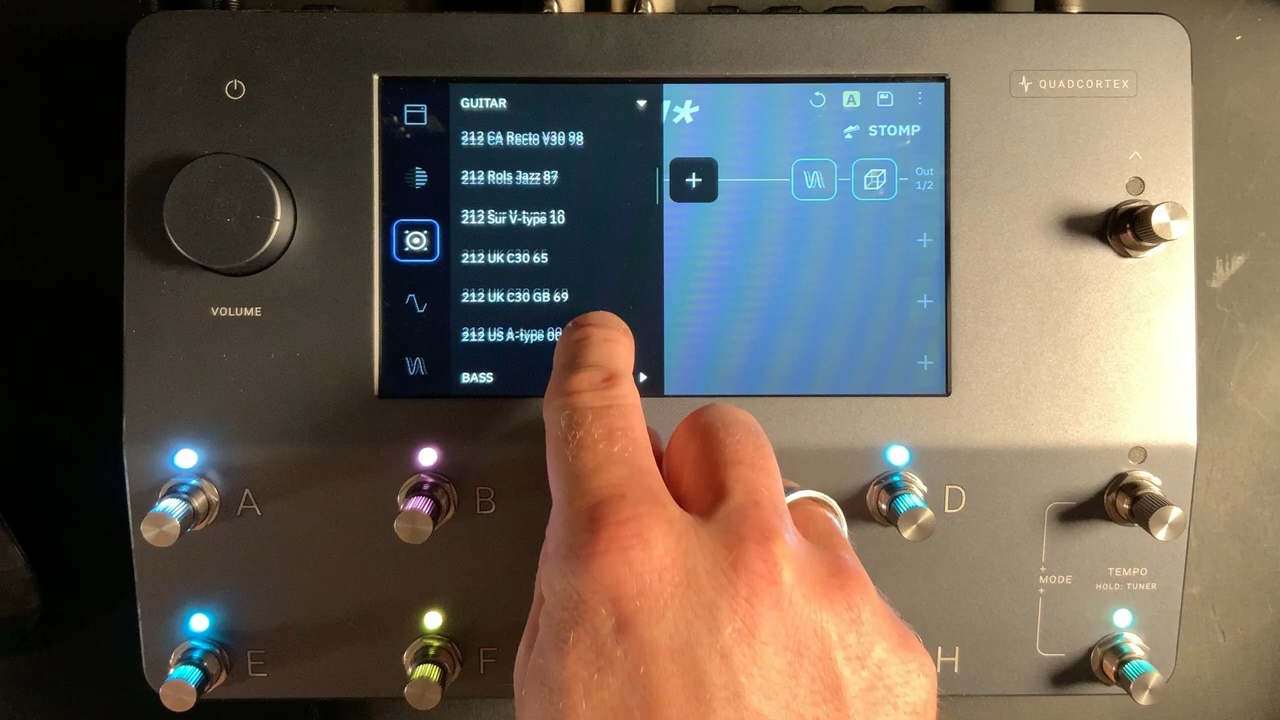 QUADCORTEX
GUITAR
212 CA Recto V30 98
212 Rols Jazz 87
212 Sur V-type 10
212 UK C30 65
212 UK C30 GB 69
212 US A-type
BASS
A
STOMP
Out
1/2
VOLUME
A
B
D
MODE
TEMPO
HOLD: TUNER
E
F
H